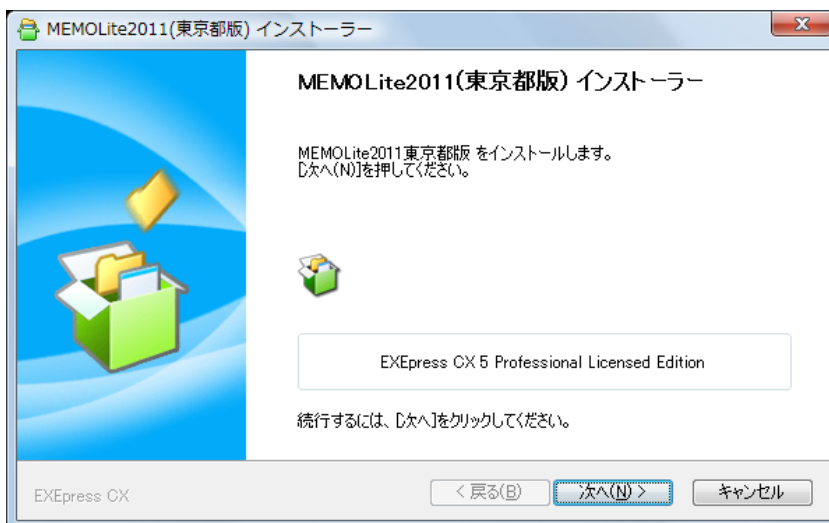 MEMOLite2011(東京都版) インストーラー
MEMOLite2011(東京都版) インストーラー
MEMOLite2011東京都版 をインストールします。
[次へ(N)]を押してください。
EXEpress CX 5 Professional Licensed Edition
続行するには、[次へ]をクリックしてください。
EXEpress CX
< 戻る(B)
次へ(N) >
キャンセル